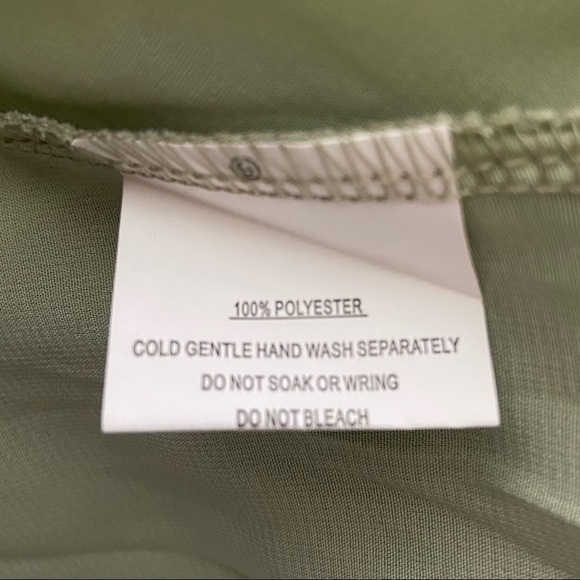 100% POLYESTER
COLD GENTLE HAND WASH SEPARATELY
DO NOT SOAK OR WRING
DO NOT BLEACH